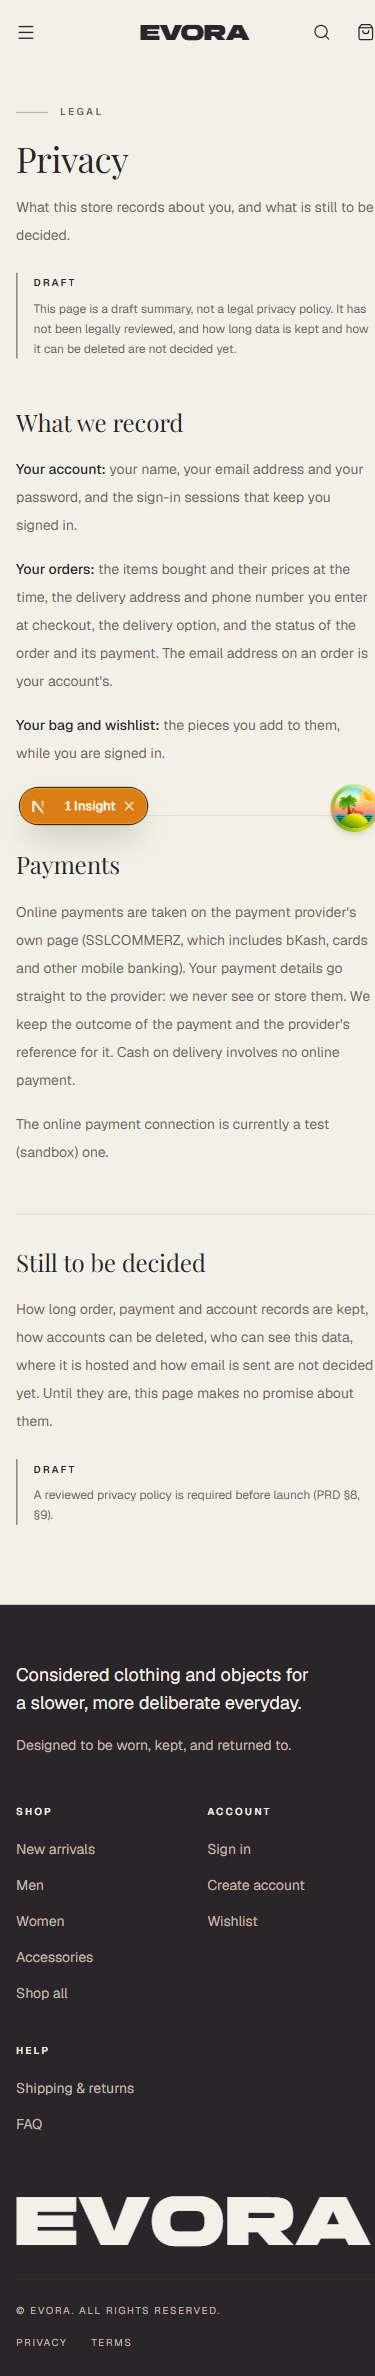 EVORA
LEGAL
Privacy
What this store records about you, and what is still to be
decided.
DRAFT
This page is a draft summary, not a legal privacy policy. It has
not been legally reviewed, and how long data is kept and how
it can be deleted are not decided yet.
What we record
Your account: your name, your email address and your
password, and the sign-in sessions that keep you
signed in.
Your orders: the items bought and their prices at the
time, the delivery address and phone number you enter
at checkout, the delivery option, and the status of the
order and its payment. The email address on an order is
your account's.
Your bag and wishlist: the pieces you add to them,
while you are signed in.
N 1 Insight
Payments
Online payments are taken on the payment provider's
own page (SSLCOMMERZ, which includes bKash, cards
and other mobile banking). Your payment details go
straight to the provider: we never see or store them. We
keep the outcome of the payment and the provider's
reference for it. Cash on delivery involves no online
payment.
The online payment connection is currently a test
(sandbox) one.
Still to be decided
How long order, payment and account records are kept,
how accounts can be deleted, who can see this data,
where it is hosted and how email is sent are not decided
yet. Until they are, this page makes no promise about
them.
DRAFT
A reviewed privacy policy is required before launch (PRD §8,
§9).
Considered clothing and objects for
a slower, more deliberate everyday.
Designed to be worn, kept, and returned to.
SHOP
New arrivals
Men
Women
Accessories
Shop all
ACCOUNT
Sign in
Create account
Wishlist
HELP
Shipping & returns
FAQ
EVORA
© EVORA. ALL RIGHTS RESERVED.
PRIVACY TERMS